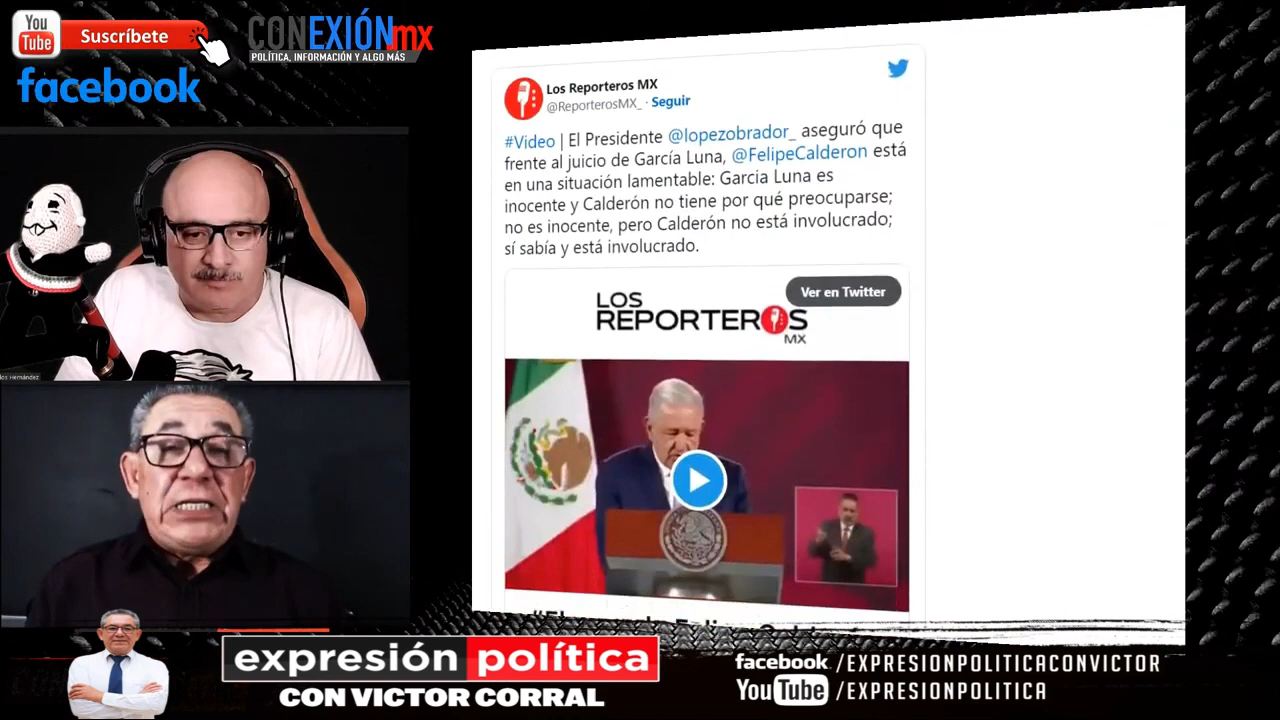 You
Tube
Suscríbete
CONEXIÓN.mx
POLÍTICA, INFORMACIÓN Y ALGO MÁS
facebook
Los Reporteros MX
@ReporterosMX_ · Seguir
#Video | El Presidente @lopezobrador_ aseguró que
frente al juicio de García Luna, @FelipeCalderon está
en una situación lamentable: Garcia Luna es
inocente y Calderón no tiene por qué preocuparse;
no es inocente, pero Calderón no está involucrado;
sí sabía y está involucrado.
Ver en Twitter
LOS
REPORTEROS
MX
los Hernández
expresión política
CON VICTOR CORRAL
facebook /EXPRESIONPOLITICACONVICTOR
YouTube /EXPRESIONPOLITICA